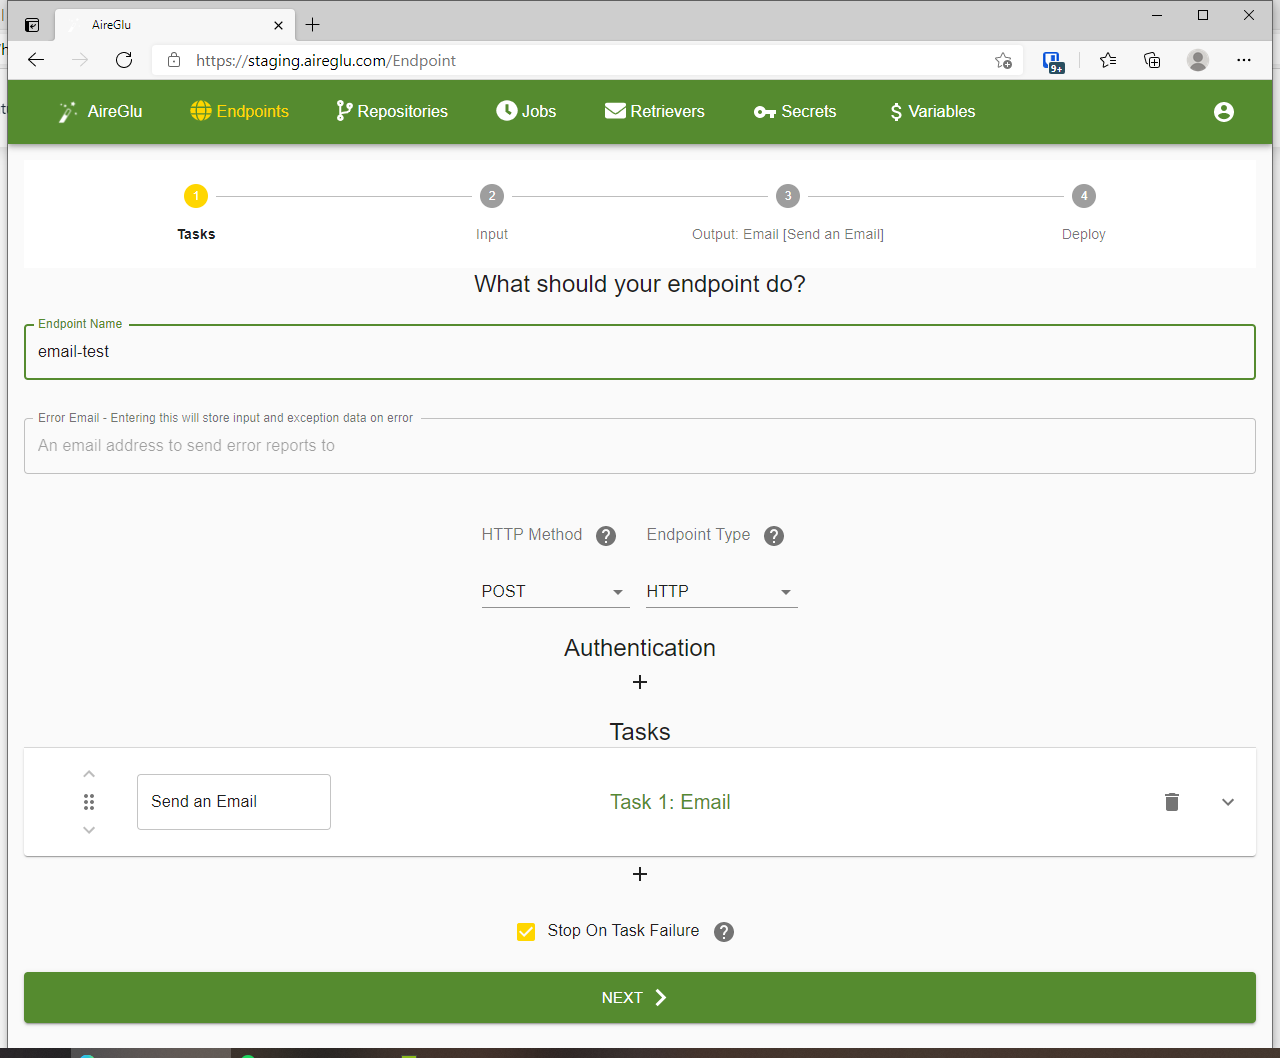 AireGlu
https://staging.aireglu.com/Endpoint
9+
AireGlu Endpoints Repositories Jobs Retrievers Secrets $ Variables
1 2 3 4
Tasks Input Output: Email [Send an Email] Deploy
What should your endpoint do?
Endpoint Name
email-test
Error Email - Entering this will store input and exception data on error
An email address to send error reports to
HTTP Method ? Endpoint Type ?
POST HTTP
Authentication
+
Tasks
Send an Email Task 1: Email
+
Stop On Task Failure ?
NEXT